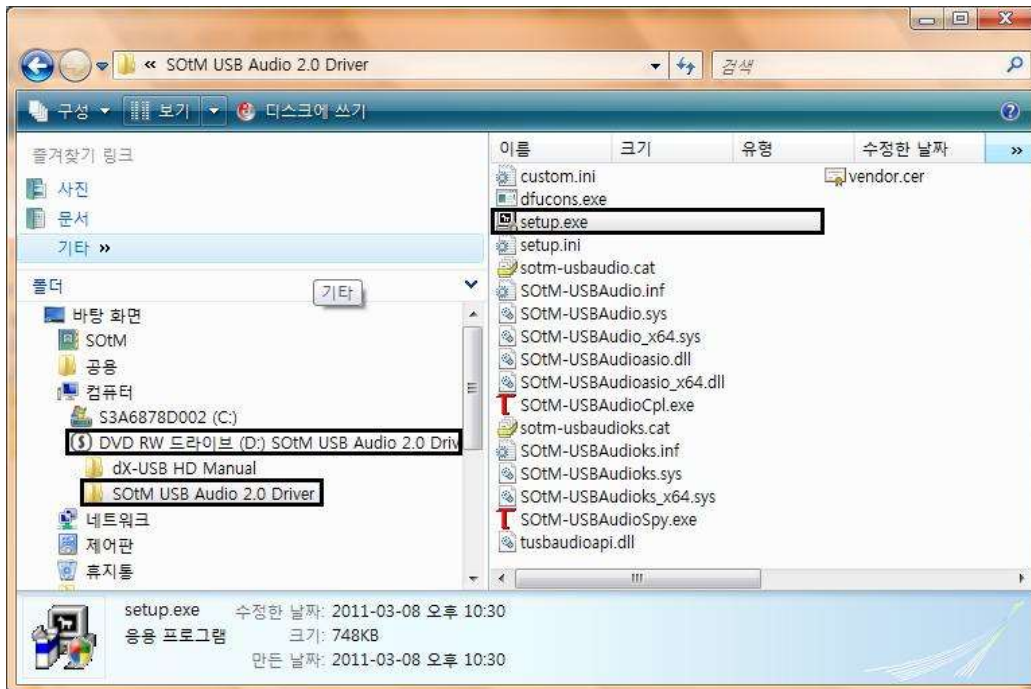 « SOtM USB Audio 2.0 Driver
검색
구성 보기 디스크에 쓰기
즐겨찾기 링크
사진
문서
기타 »
폴더
기타
바탕 화면
SOtM
공용
컴퓨터
S3A6878D002 (C:)
DVD RW 드라이브 (D:) SOtM USB Audio 2.0 Driv
dX-USB HD Manual
SOtM USB Audio 2.0 Driver
네트워크
제어판
휴지통
이름 크기 유형 수정한 날짜 »
custom.ini
dfucons.exe
setup.exe
setup.ini
sotm-usbaudio.cat
SOtM-USBAudio.inf
SOtM-USBAudio.sys
SOtM-USBAudio_x64.sys
SOtM-USBAudioasio.dll
SOtM-USBAudioasio_x64.dll
SOtM-USBAudioCpl.exe
sotm-usbaudioks.cat
SOtM-USBAudioks.inf
SOtM-USBAudioks.sys
SOtM-USBAudioks_x64.sys
SOtM-USBAudioSpy.exe
tusbaudioapi.dll
vendor.cer
setup.exe 수정한 날짜: 2011-03-08 오후 10:30
응용 프로그램 크기: 748KB
만든 날짜: 2011-03-08 오후 10:30